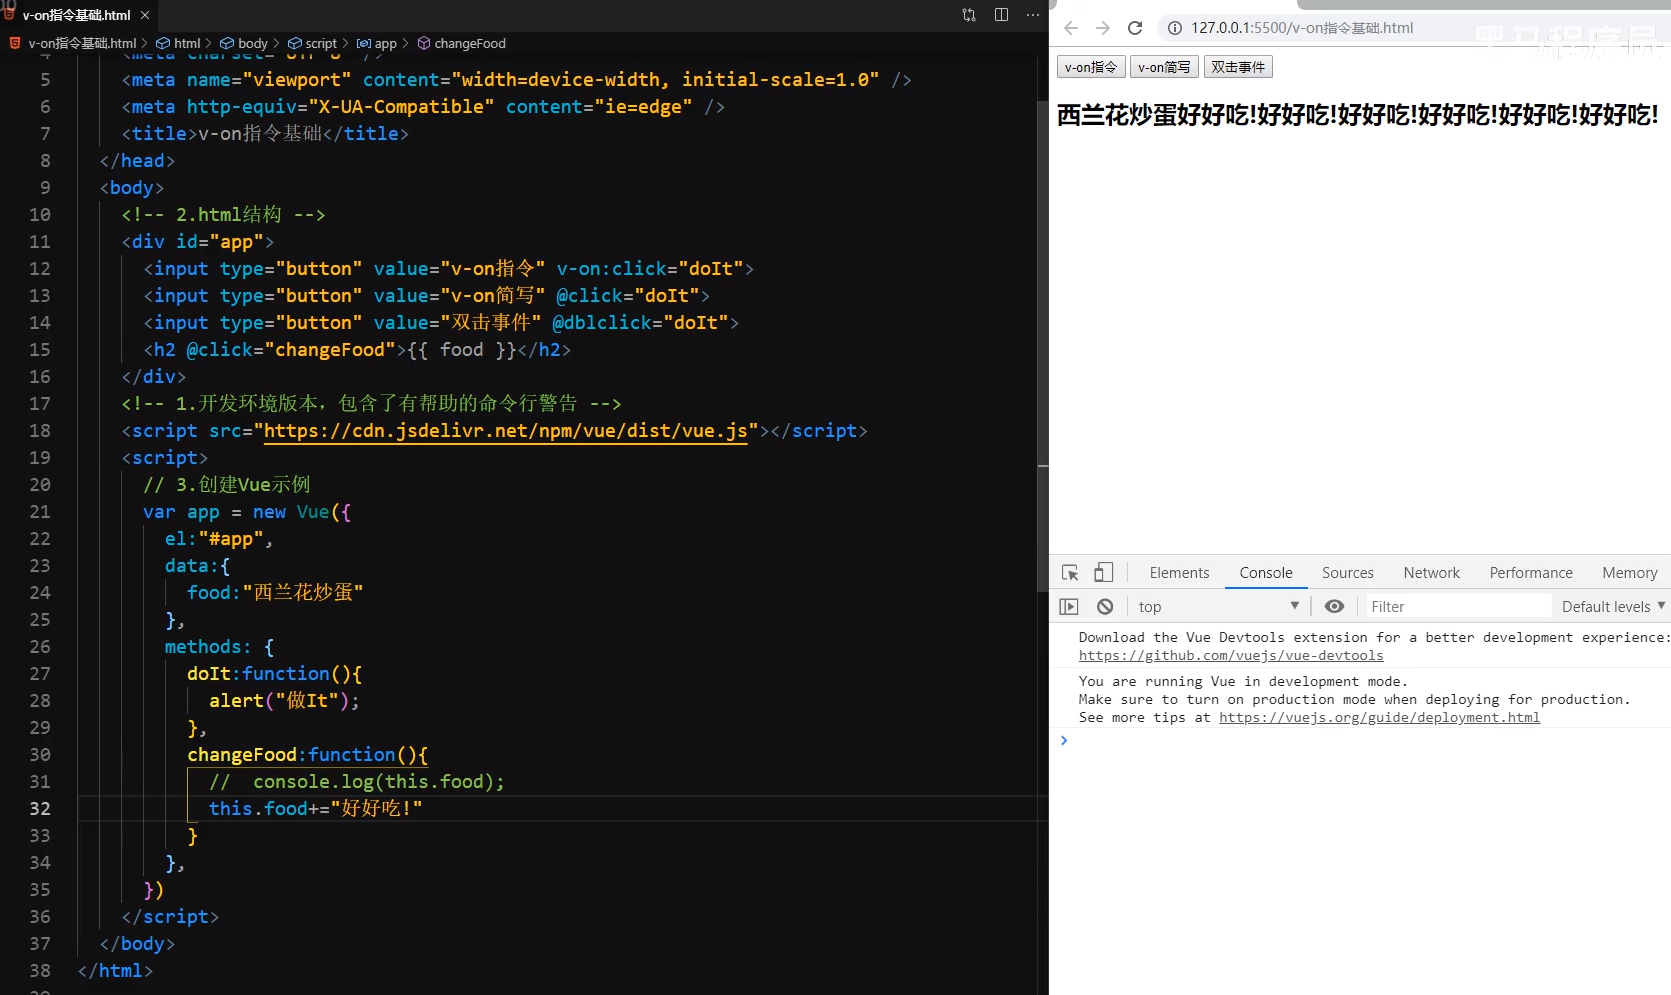 v-on指令基础.html
v-on指令基础.html > html > body > script > app > changeFood
5 <meta name="viewport" content="width=device-width, initial-scale=1.0" />
6 <meta http-equiv="X-UA-Compatible" content="ie=edge" />
7 <title>v-on指令基础</title>
8 </head>
9 <body>
10 <!-- 2.html结构 -->
11 <div id="app">
12 <input type="button" value="v-on指令" v-on:click="doIt">
13 <input type="button" value="v-on简写" @click="doIt">
14 <input type="button" value="双击事件" @dblclick="doIt">
15 <h2 @click="changeFood">{{ food }}</h2>
16 </div>
17 <!-- 1.开发环境版本，包含了有帮助的命令行警告 -->
18 <script src="https://cdn.jsdelivr.net/npm/vue/dist/vue.js"></script>
19 <script>
20 // 3.创建Vue示例
21 var app = new Vue({
22 el:"#app",
23 data:{
24 food:"西兰花炒蛋"
25 },
26 methods: {
27 doIt:function(){
28 alert("做It");
29 },
30 changeFood:function(){
31 //  console.log(this.food);
32 this.food+="好好吃!"
33 }
34 },
35 })
36 </script>
37 </body>
38 </html>
127.0.0.1:5500/v-on指令基础.html
v-on指令 v-on简写 双击事件
西兰花炒蛋好好吃!好好吃!好好吃!好好吃!好好吃!好好吃!
Elements Console Sources Network Performance Memory
top Filter Default levels
Download the Vue Devtools extension for a better development experience:
https://github.com/vuejs/vue-devtools
You are running Vue in development mode.
Make sure to turn on production mode when deploying for production.
See more tips at https://vuejs.org/guide/deployment.html